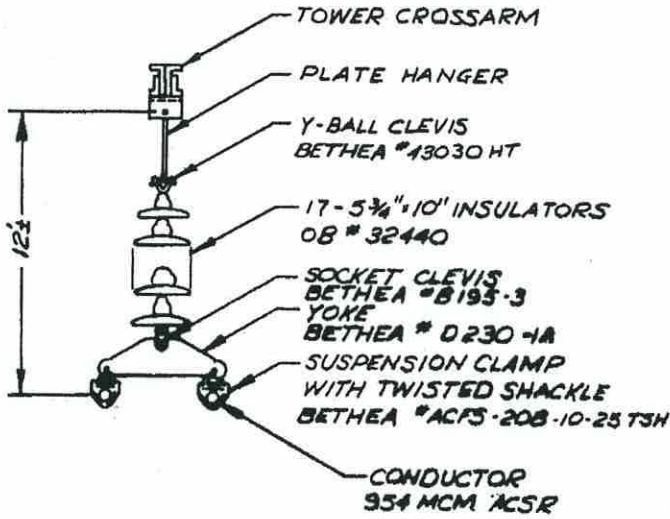 TOWER CROSSARM
PLATE HANGER
Y-BALL CLEVIS
BETHEA #43030 HT
17-5¾"x10" INSULATORS
OB # 32440
SOCKET CLEVIS
BETHEA #B195-3
YOKE
BETHEA # D230-1A
SUSPENSION CLAMP
WITH TWISTED SHACKLE
BETHEA #ACFS-208-10-25 TSH
CONDUCTOR
954 MCM ACSR
12'±